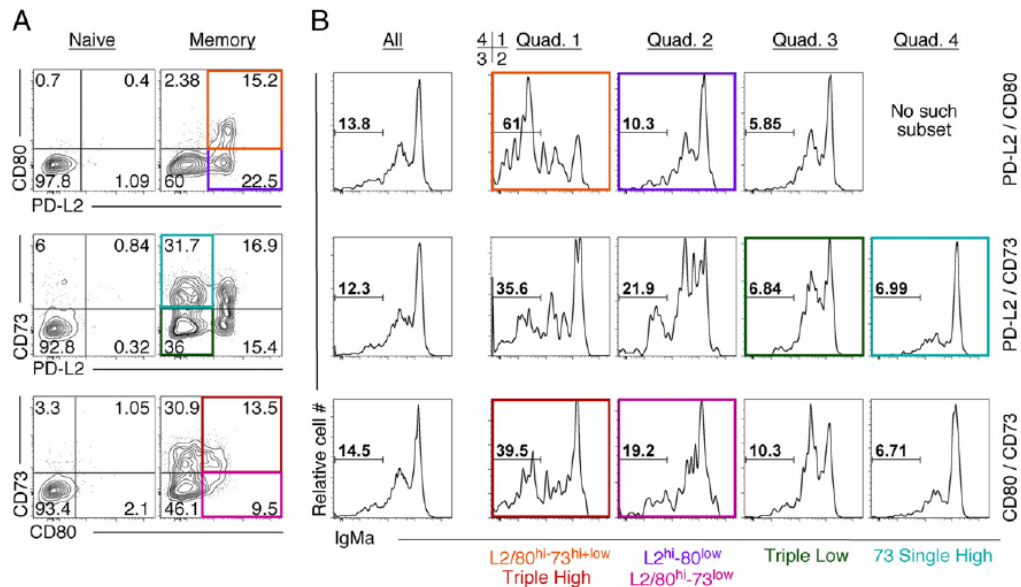 A
B
Naive
Memory
All
4 1
3 2
Quad. 1
Quad. 2
Quad. 3
Quad. 4
0.7
0.4
2.38
15.2
97.8
1.09
60
22.5
CD80
PD-L2
13.8
61
10.3
5.85
No such
subset
PD-L2 / CD80
6
0.84
31.7
16.9
92.8
0.32
36
15.4
CD73
PD-L2
12.3
35.6
21.9
6.84
6.99
PD-L2 / CD73
3.3
1.05
30.9
13.5
93.4
2.1
46.1
9.5
CD73
CD80
Relative cell #
14.5
39.5
19.2
10.3
6.71
CD80 / CD73
IgMa
L2/80hi-73hi+low
Triple High
L2hi-80low
L2/80hi-73low
Triple Low
73 Single High